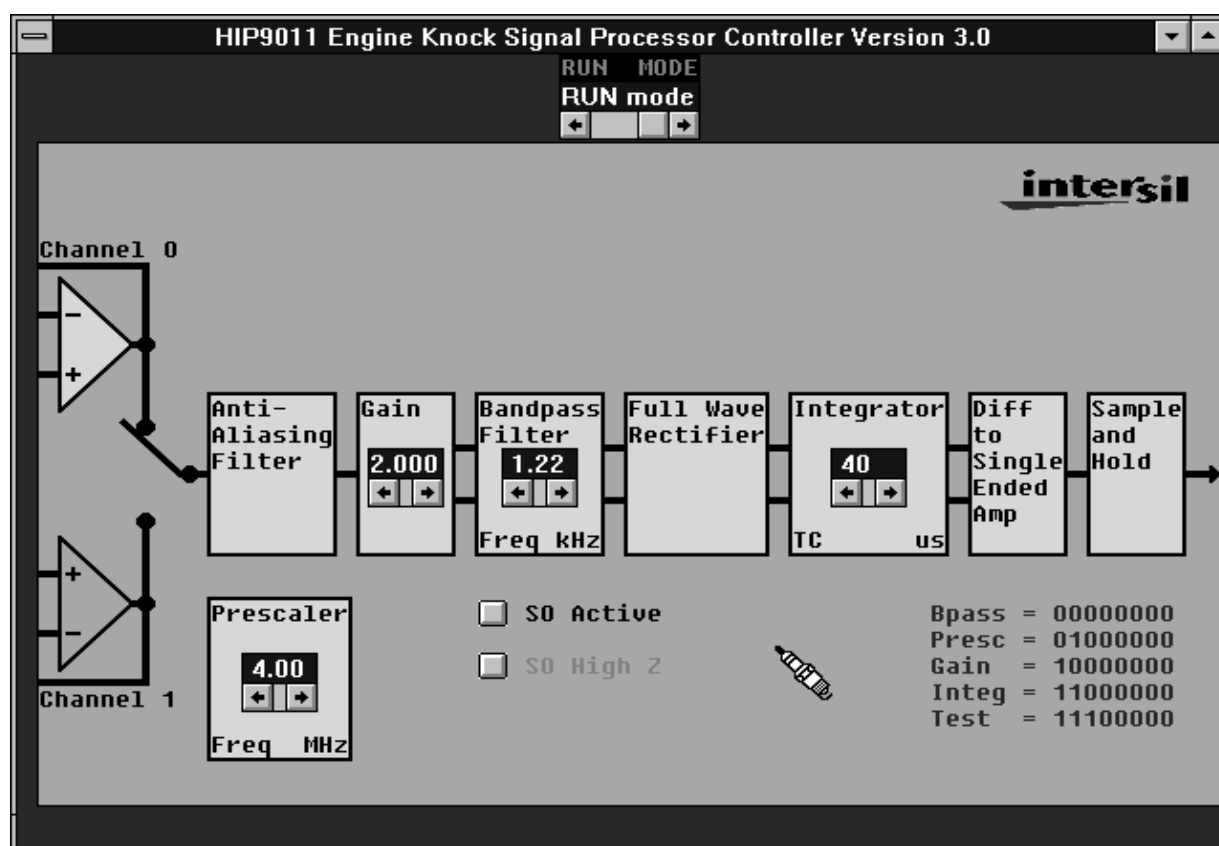 HIP9011 Engine Knock Signal Processor Controller Version 3.0
RUN MODE
RUN mode
intersil
Channel 0
-
+
Anti-
Aliasing
Filter
Gain
2.000
Bandpass
Filter
1.22
Freq kHz
Full Wave
Rectifier
Integrator
40
TC us
Diff
to
Single
Ended
Amp
Sample
and
Hold
+
-
Channel 1
Prescaler
4.00
Freq MHz
SO Active
SO High Z
Bpass = 00000000
Presc = 01000000
Gain = 10000000
Integ = 11000000
Test = 11100000